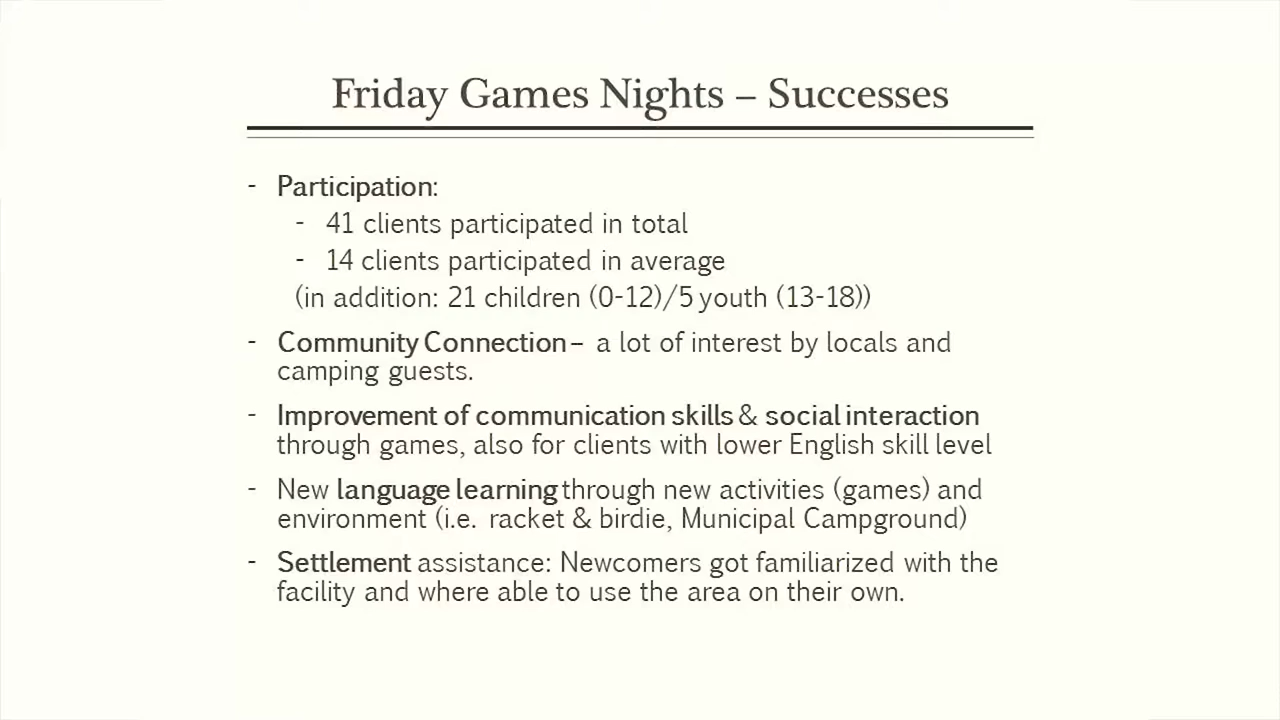 Friday Games Nights – Successes
- Participation:
- 41 clients participated in total
- 14 clients participated in average
(in addition: 21 children (0-12)/5 youth (13-18))
- Community Connection – a lot of interest by locals and
camping guests.
- Improvement of communication skills & social interaction
through games, also for clients with lower English skill level
- New language learning through new activities (games) and
environment (i.e. racket & birdie, Municipal Campground)
- Settlement assistance: Newcomers got familiarized with the
facility and where able to use the area on their own.